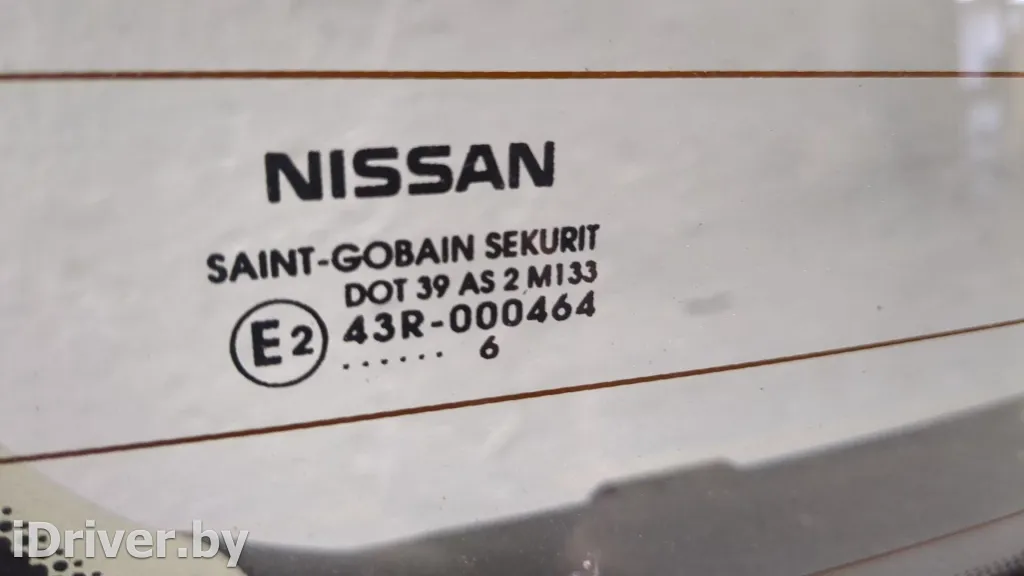 NISSAN
SAINT-GOBAIN SEKURIT
DOT 39 AS 2 M133
E2 43R-000464
....... 6
iDriver.by